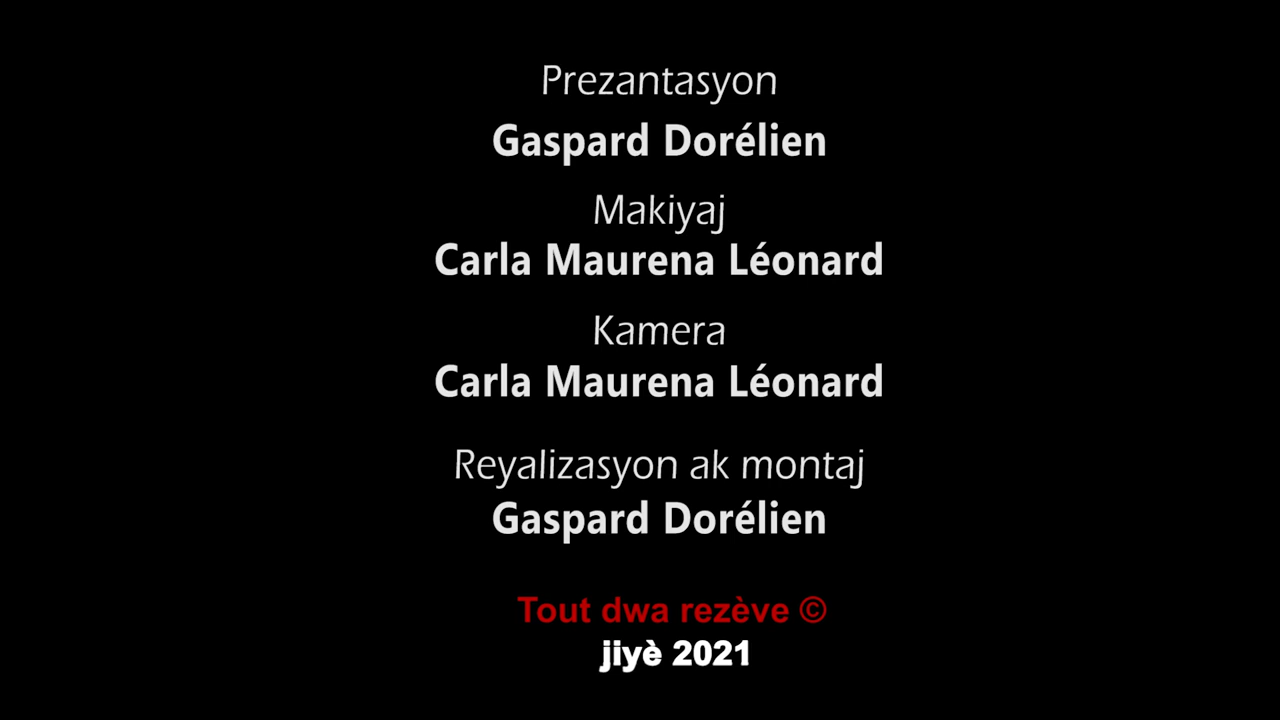 Prezantasyon
Gaspard Dorélien
Makiyaj
Carla Maurena Léonard
Kamera
Carla Maurena Léonard
Reyalizasyon ak montaj
Gaspard Dorélien
Tout dwa rezève ©
jiyè 2021